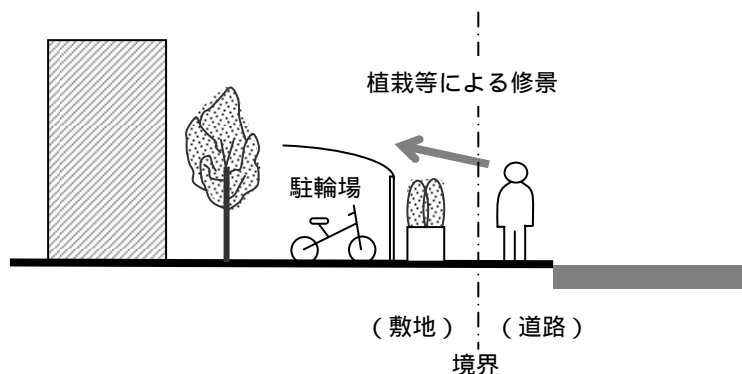 植栽等による修景
駐輪場
（敷地）
（道路）
境界